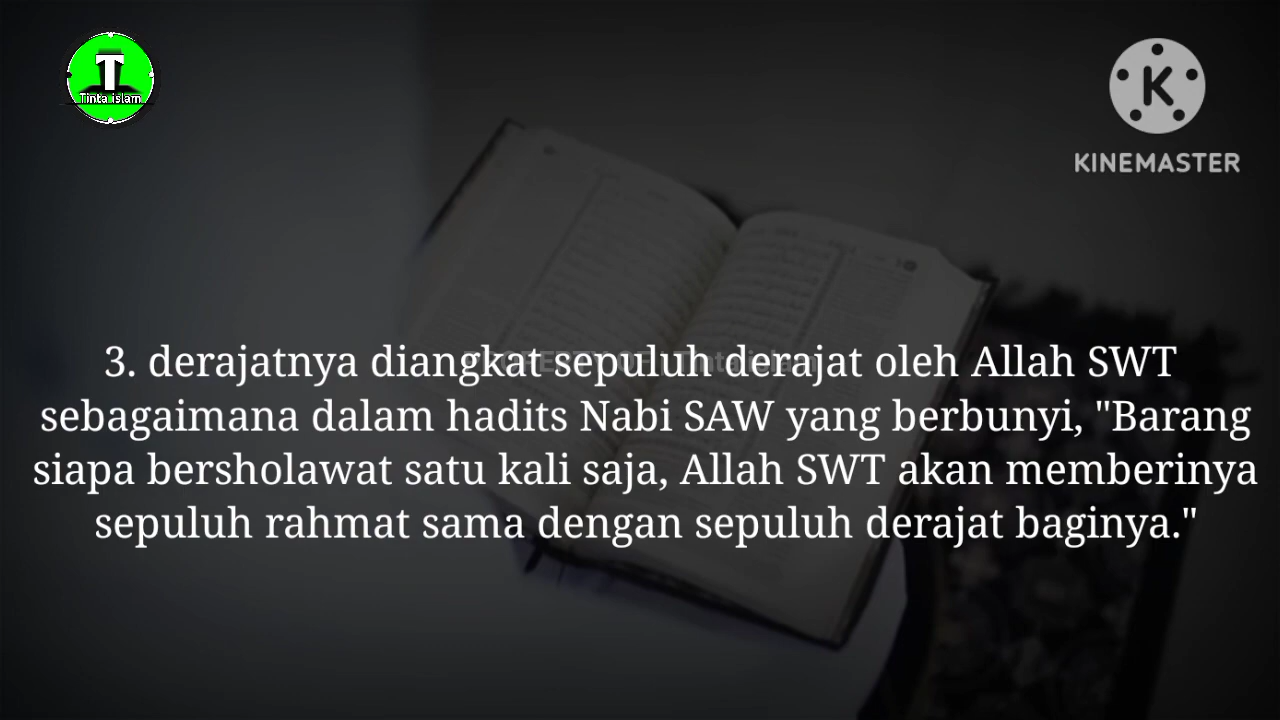 T
Tinta islam
K
KINEMASTER
3. derajatnya diangkat sepuluh derajat oleh Allah SWT
sebagaimana dalam hadits Nabi SAW yang berbunyi, "Barang
siapa bersholawat satu kali saja, Allah SWT akan memberinya
sepuluh rahmat sama dengan sepuluh derajat baginya."